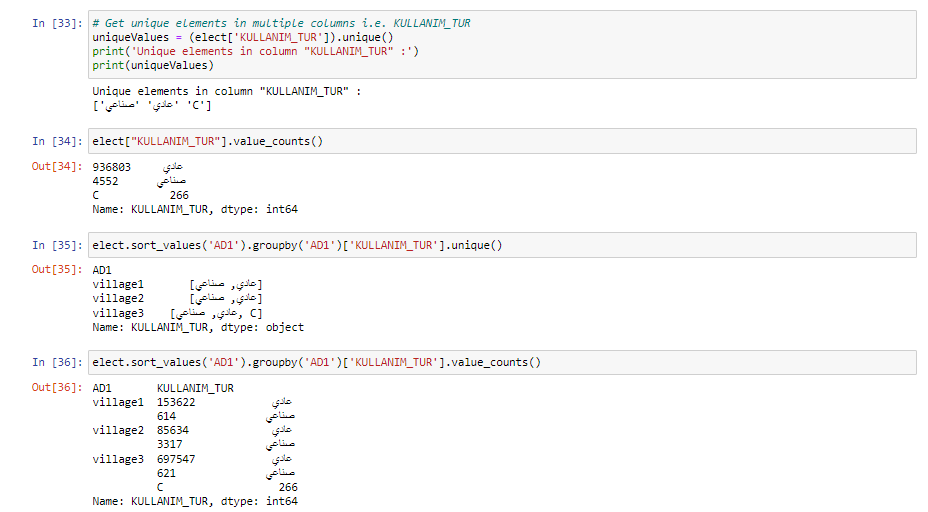 In [33]: # Get unique elements in multiple columns i.e. KULLANIM_TUR
uniqueValues = (elect['KULLANIM_TUR']).unique()
print('Unique elements in column "KULLANIM_TUR" :')
print(uniqueValues)
Unique elements in column "KULLANIM_TUR" :
['عادي' 'صناعي' 'C']
In [34]: elect["KULLANIM_TUR"].value_counts()
Out[34]: عادي 936803
صناعي 4552
C 266
Name: KULLANIM_TUR, dtype: int64
In [35]: elect.sort_values('AD1').groupby('AD1')['KULLANIM_TUR'].unique()
Out[35]: AD1
village1 [عادي, صناعي]
village2 [عادي, صناعي]
village3 [عادي, صناعي, C]
Name: KULLANIM_TUR, dtype: object
In [36]: elect.sort_values('AD1').groupby('AD1')['KULLANIM_TUR'].value_counts()
Out[36]: AD1 KULLANIM_TUR
village1 عادي 153622
صناعي 614
village2 عادي 85634
صناعي 3317
village3 عادي 697547
صناعي 621
C 266
Name: KULLANIM_TUR, dtype: int64